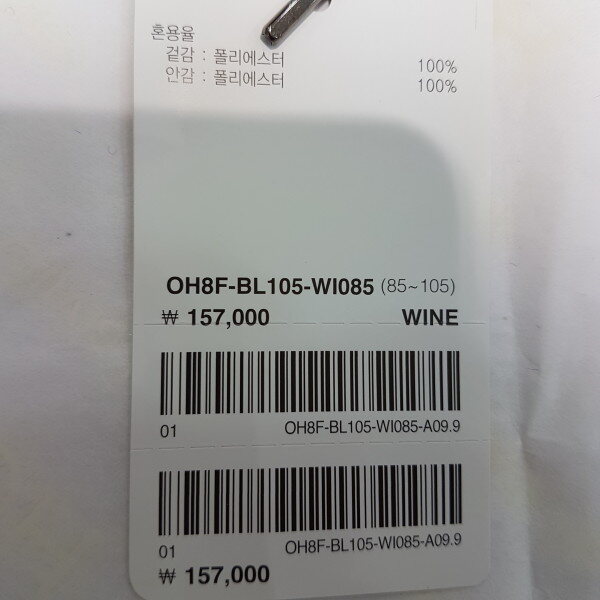 혼용율
겉감 : 폴리에스터 100%
안감 : 폴리에스터 100%
OH8F-BL105-WI085 (85~105)
₩ 157,000 WINE
01 OH8F-BL105-WI085-A09.9
01 OH8F-BL105-WI085-A09.9
₩ 157,000